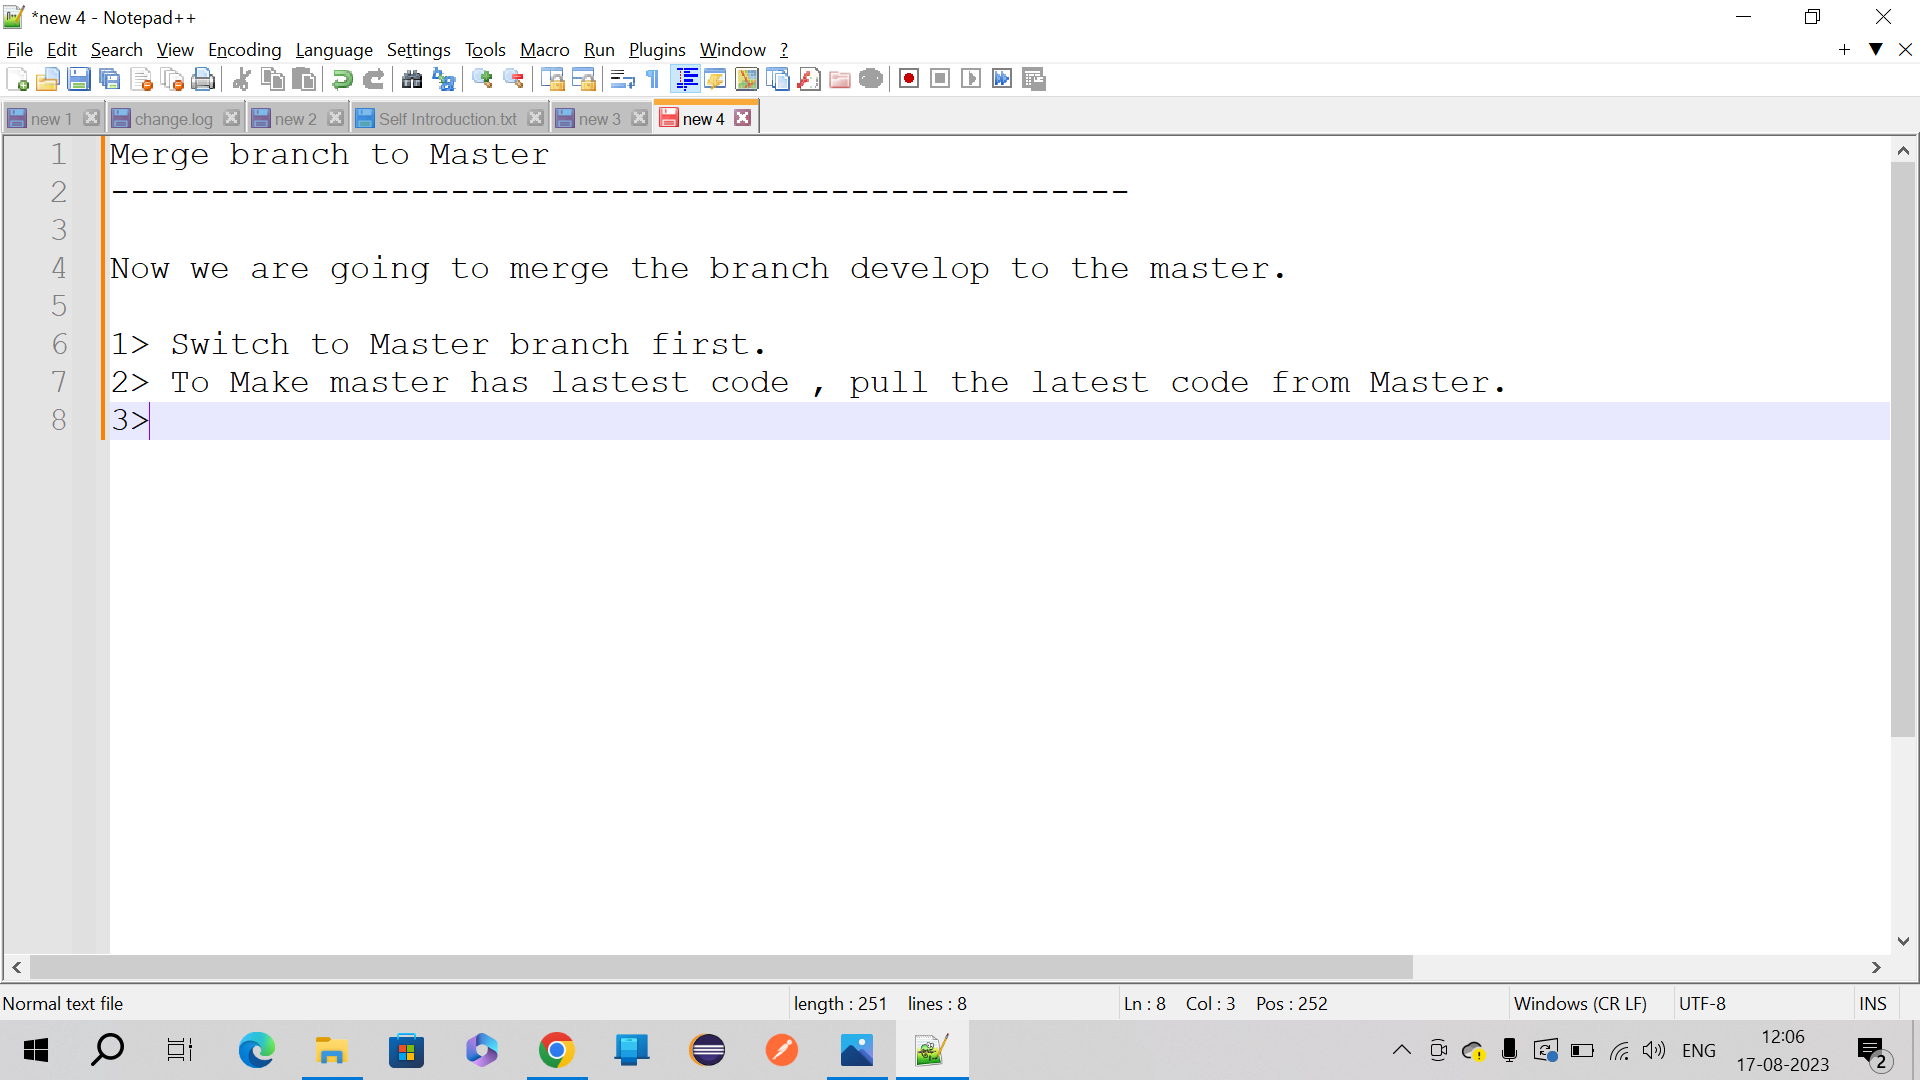 *new 4 - Notepad++
File Edit Search View Encoding Language Settings Tools Macro Run Plugins Window ?
new 1 change.log new 2 Self Introduction.txt new 3 new 4
1 Merge branch to Master
2 ---------------------------------------------------
3
4 Now we are going to merge the branch develop to the master.
5
6 1> Switch to Master branch first.
7 2> To Make master has lastest code , pull the latest code from Master.
8 3>
Normal text file length : 251 lines : 8 Ln : 8 Col : 3 Pos : 252 Windows (CR LF) UTF-8 INS
ENG 12:06
17-08-2023 2